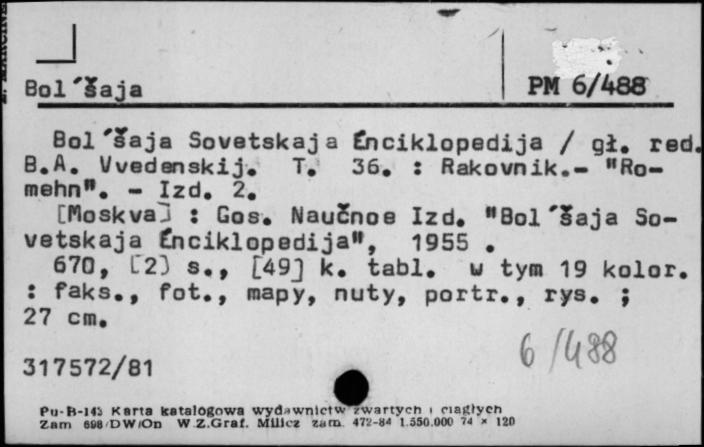 Bol´šaja
PM 6/488
Bol´šaja Sovetskaja Énciklopedija / gł. red.
B.A. Vvedenskij. T. 36. : Rakovnik.- "Ro-
mehn". - Izd. 2.
[Moskva] : Gos. Naučnoe Izd. "Bol´šaja So-
vetskaja Énciklopedija", 1955 .
670, [2] s., [49] k. tabl. w tym 19 kolor.
: faks., fot., mapy, nuty, portr., rys. ;
27 cm.
6/488
317572/81
Pu-B-143 Karta katalogowa wydawnictw zwartych i ciągłych
Zam 698/DW/On W.Z.Graf. Milicz zam. 472-84 1.550.000 74 × 120